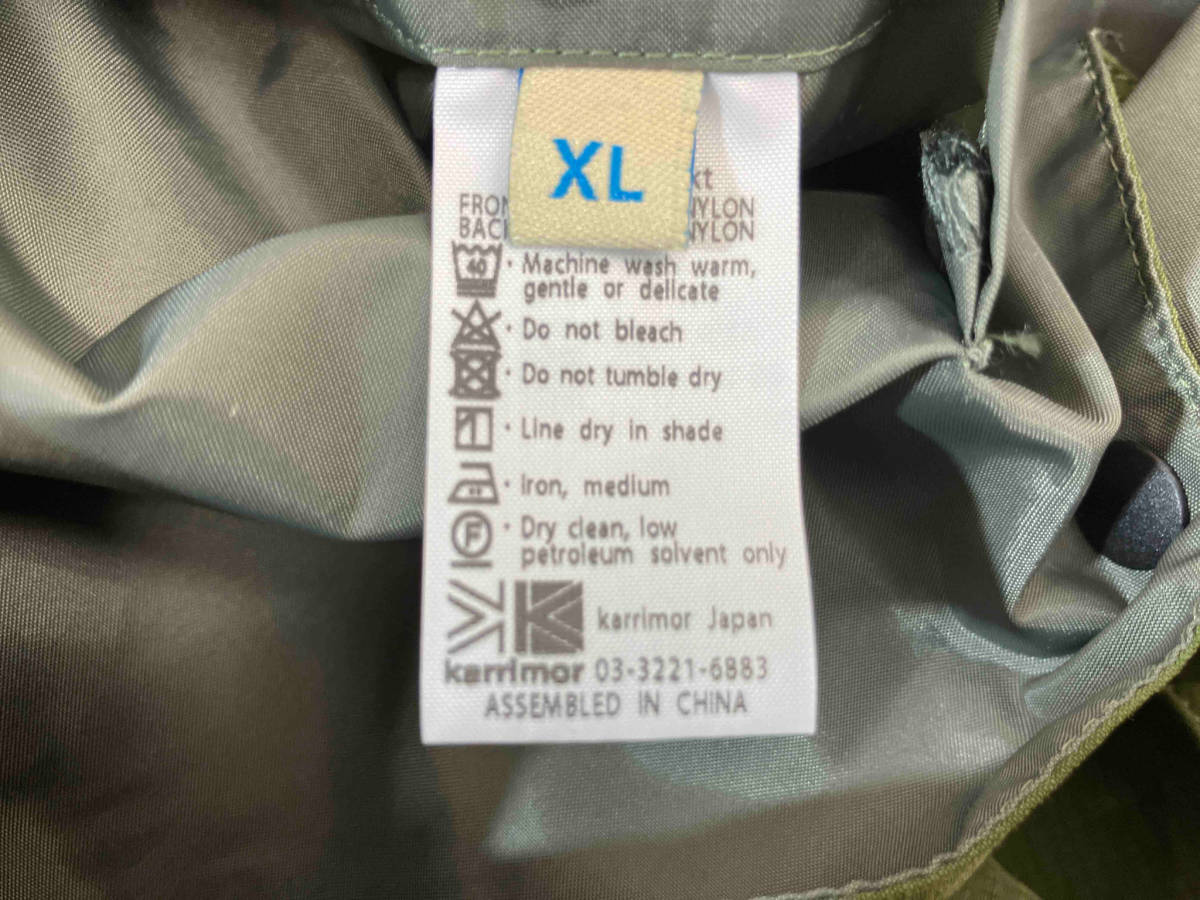 XL
kt
FRON NYLON
BAC NYLON
40 · Machine wash warm,
gentle or delicate
· Do not bleach
· Do not tumble dry
· Line dry in shade
· Iron, medium
F · Dry clean, low
petroleum solvent only
karrimor Japan
karrimor 03-3221-6883
ASSEMBLED IN CHINA